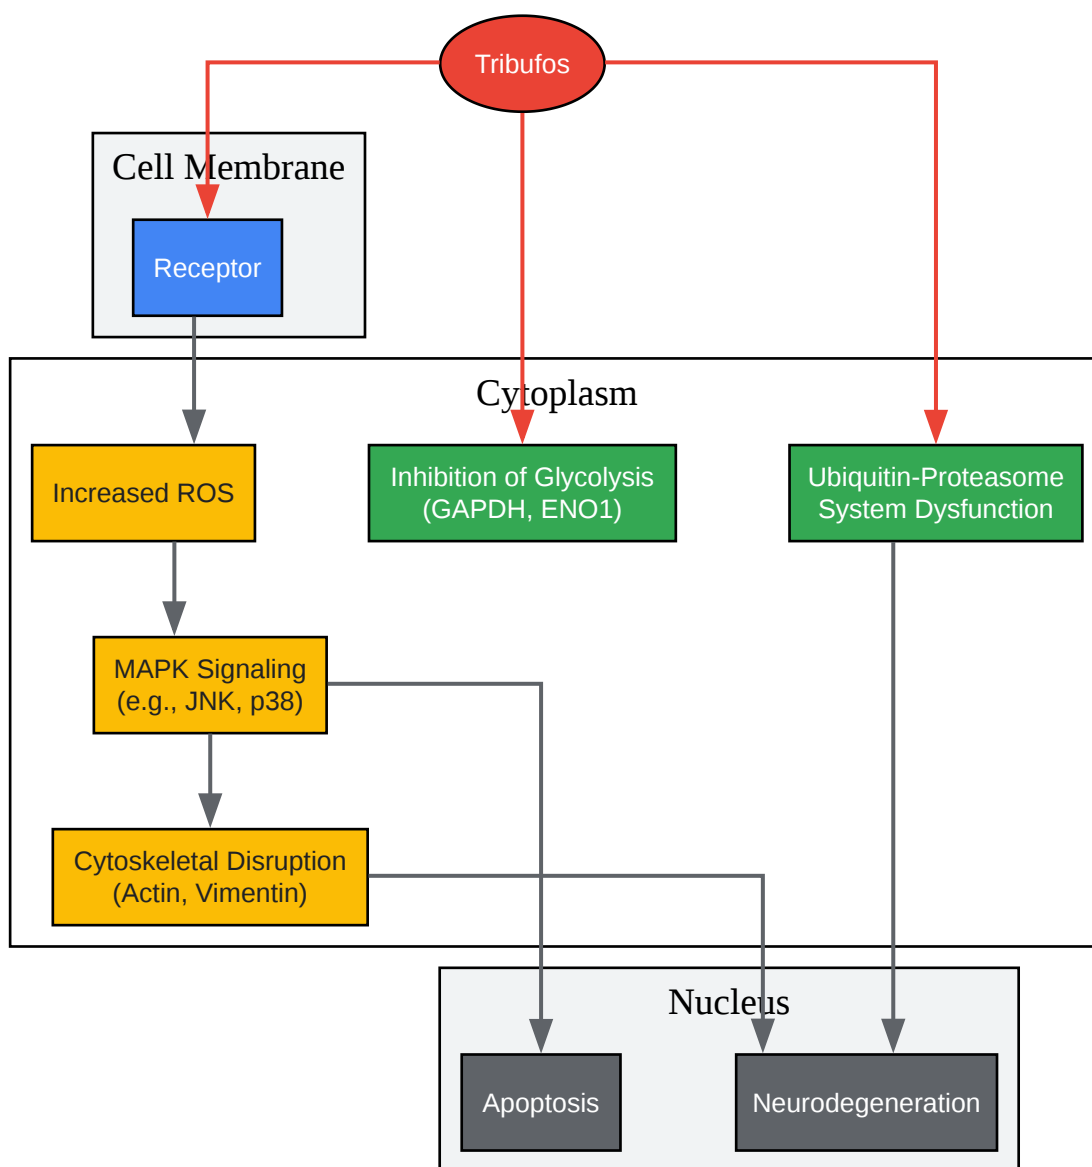 Tribufos
Cell Membrane
Receptor
Cytoplasm
Increased ROS
Inhibition of Glycolysis
(GAPDH, ENO1)
Ubiquitin-Proteasome
System Dysfunction
MAPK Signaling
(e.g., JNK, p38)
Cytoskeletal Disruption
(Actin, Vimentin)
Nucleus
Apoptosis
Neurodegeneration